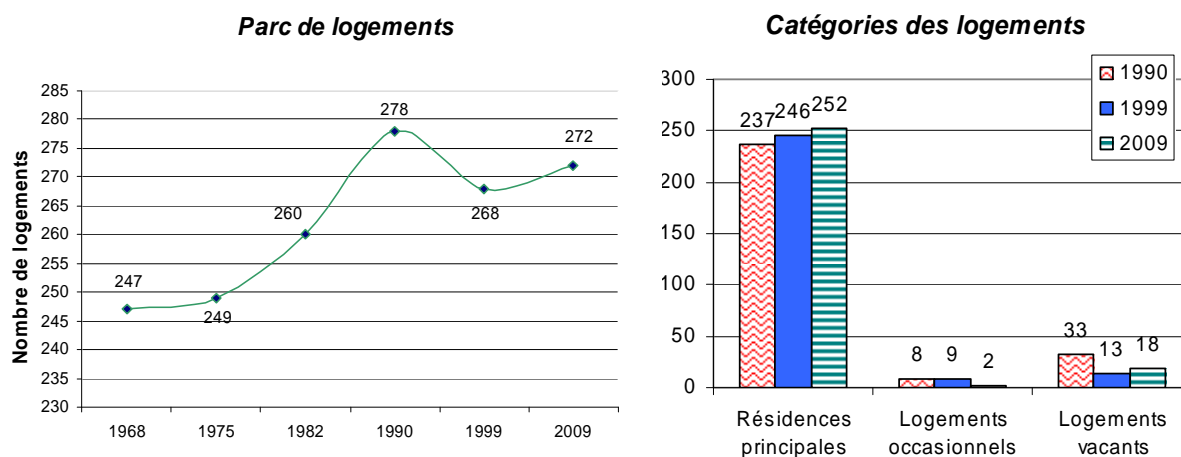 Parc de logements
Nombre de logements
285
280
275
270
265
260
255
250
245
240
235
230
247
249
260
278
268
272
1968 1975 1982 1990 1999 2009
Catégories des logements
1990
1999
2009
300
250
200
150
100
50
0
237 246 252
8 9 2
33 13 18
Résidences principales
Logements occasionnels
Logements vacants